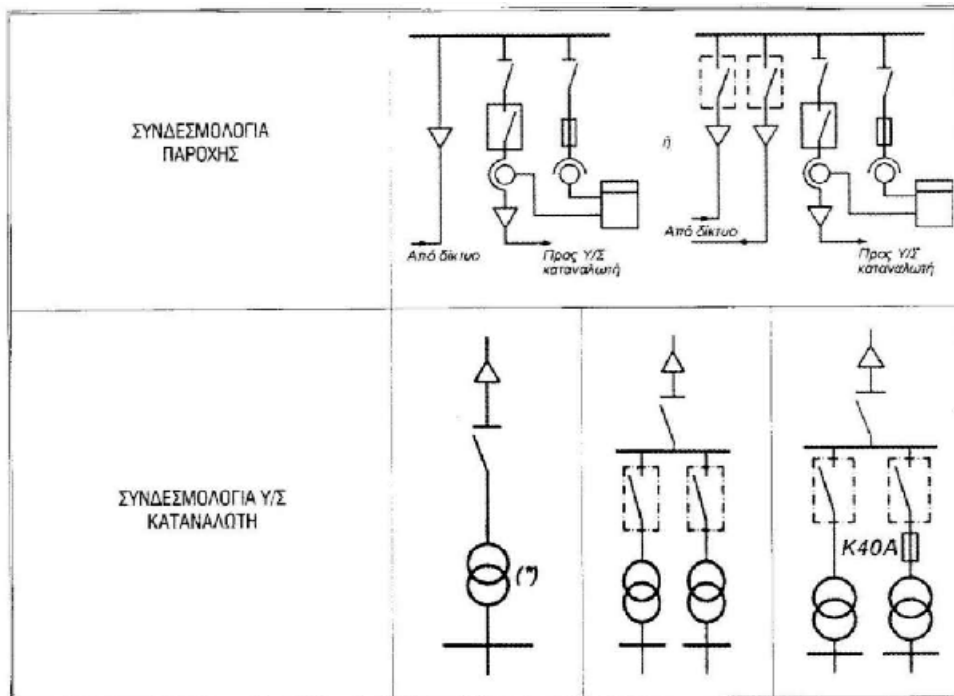 ΣΥΝΔΕΣΜΟΛΟΓΙΑ
ΠΑΡΟΧΗΣ
Από δίκτυο
Προς Υ/Σ
καταναλωτή
ή
Από δίκτυο
Προς Υ/Σ
καταναλωτή
ΣΥΝΔΕΣΜΟΛΟΓΙΑ Υ/Σ
ΚΑΤΑΝΑΛΩΤΗ
(*)
K40A